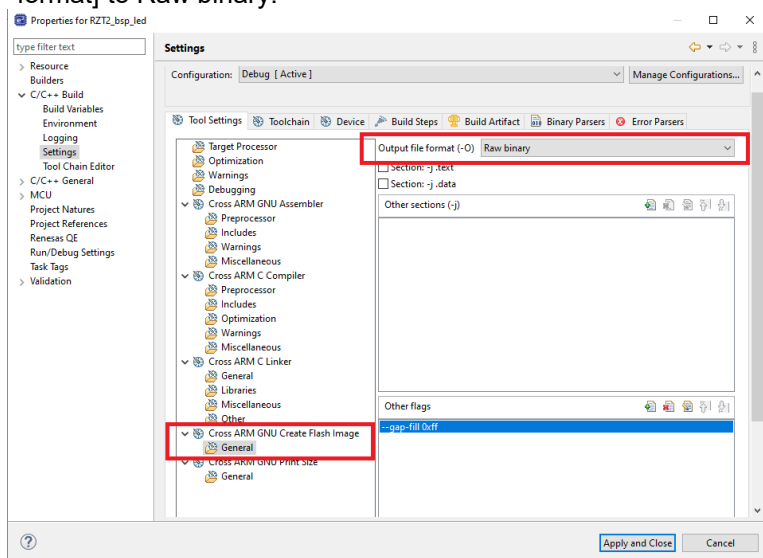 format] to Raw binary.
Properties for RZT2_bsp_led
type filter text
Settings
Resource
Builders
C/C++ Build
Build Variables
Environment
Logging
Settings
Tool Chain Editor
C/C++ General
MCU
Project Natures
Project References
Renesas QE
Run/Debug Settings
Task Tags
Validation
Configuration: Debug [ Active ]
Manage Configurations...
Tool Settings Toolchain Device Build Steps Build Artifact Binary Parsers Error Parsers
Target Processor
Optimization
Warnings
Debugging
Cross ARM GNU Assembler
Preprocessor
Includes
Warnings
Miscellaneous
Cross ARM C Compiler
Preprocessor
Includes
Optimization
Warnings
Miscellaneous
Cross ARM C Linker
General
Libraries
Miscellaneous
Other
Cross ARM GNU Create Flash Image
General
Cross ARM GNU Print Size
General
Output file format (-O) Raw binary
Section: -j .text
Section: -j .data
Other sections (-j)
Other flags
--gap-fill 0xff
Apply and Close
Cancel